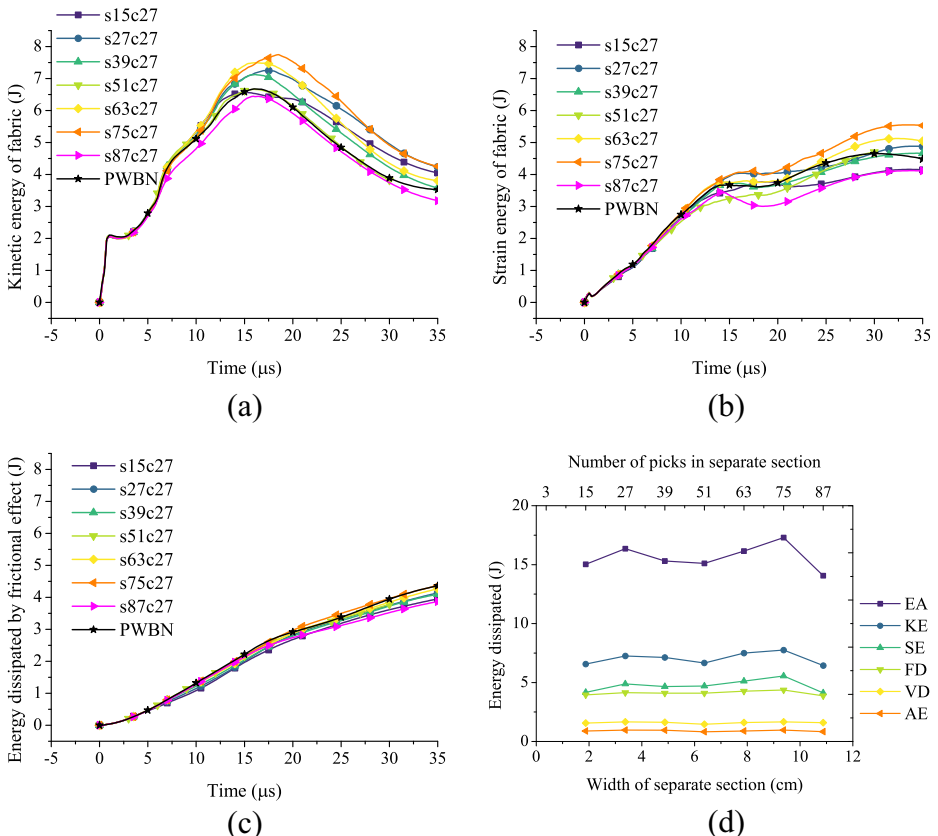 s15c27
s27c27
s39c27
s51c27
s63c27
s75c27
s87c27
PWBN
Kinetic energy of fabric (J)
8
7
6
5
4
3
2
1
0
-5 0 5 10 15 20 25 30 35
Time (μs)
(a)
s15c27
s27c27
s39c27
s51c27
s63c27
s75c27
s87c27
PWBN
Strain energy of fabric (J)
8
7
6
5
4
3
2
1
0
-5 0 5 10 15 20 25 30 35
Time (μs)
(b)
s15c27
s27c27
s39c27
s51c27
s63c27
s75c27
s87c27
PWBN
Energy dissipated by frictional effect (J)
8
7
6
5
4
3
2
1
0
-5 0 5 10 15 20 25 30 35
Time (μs)
(c)
Number of picks in separate section
3 15 27 39 51 63 75 87
Energy dissipated (J)
20
15
10
5
0
0 2 4 6 8 10 12
Width of separate section (cm)
EA
KE
SE
FD
VD
AE
(d)